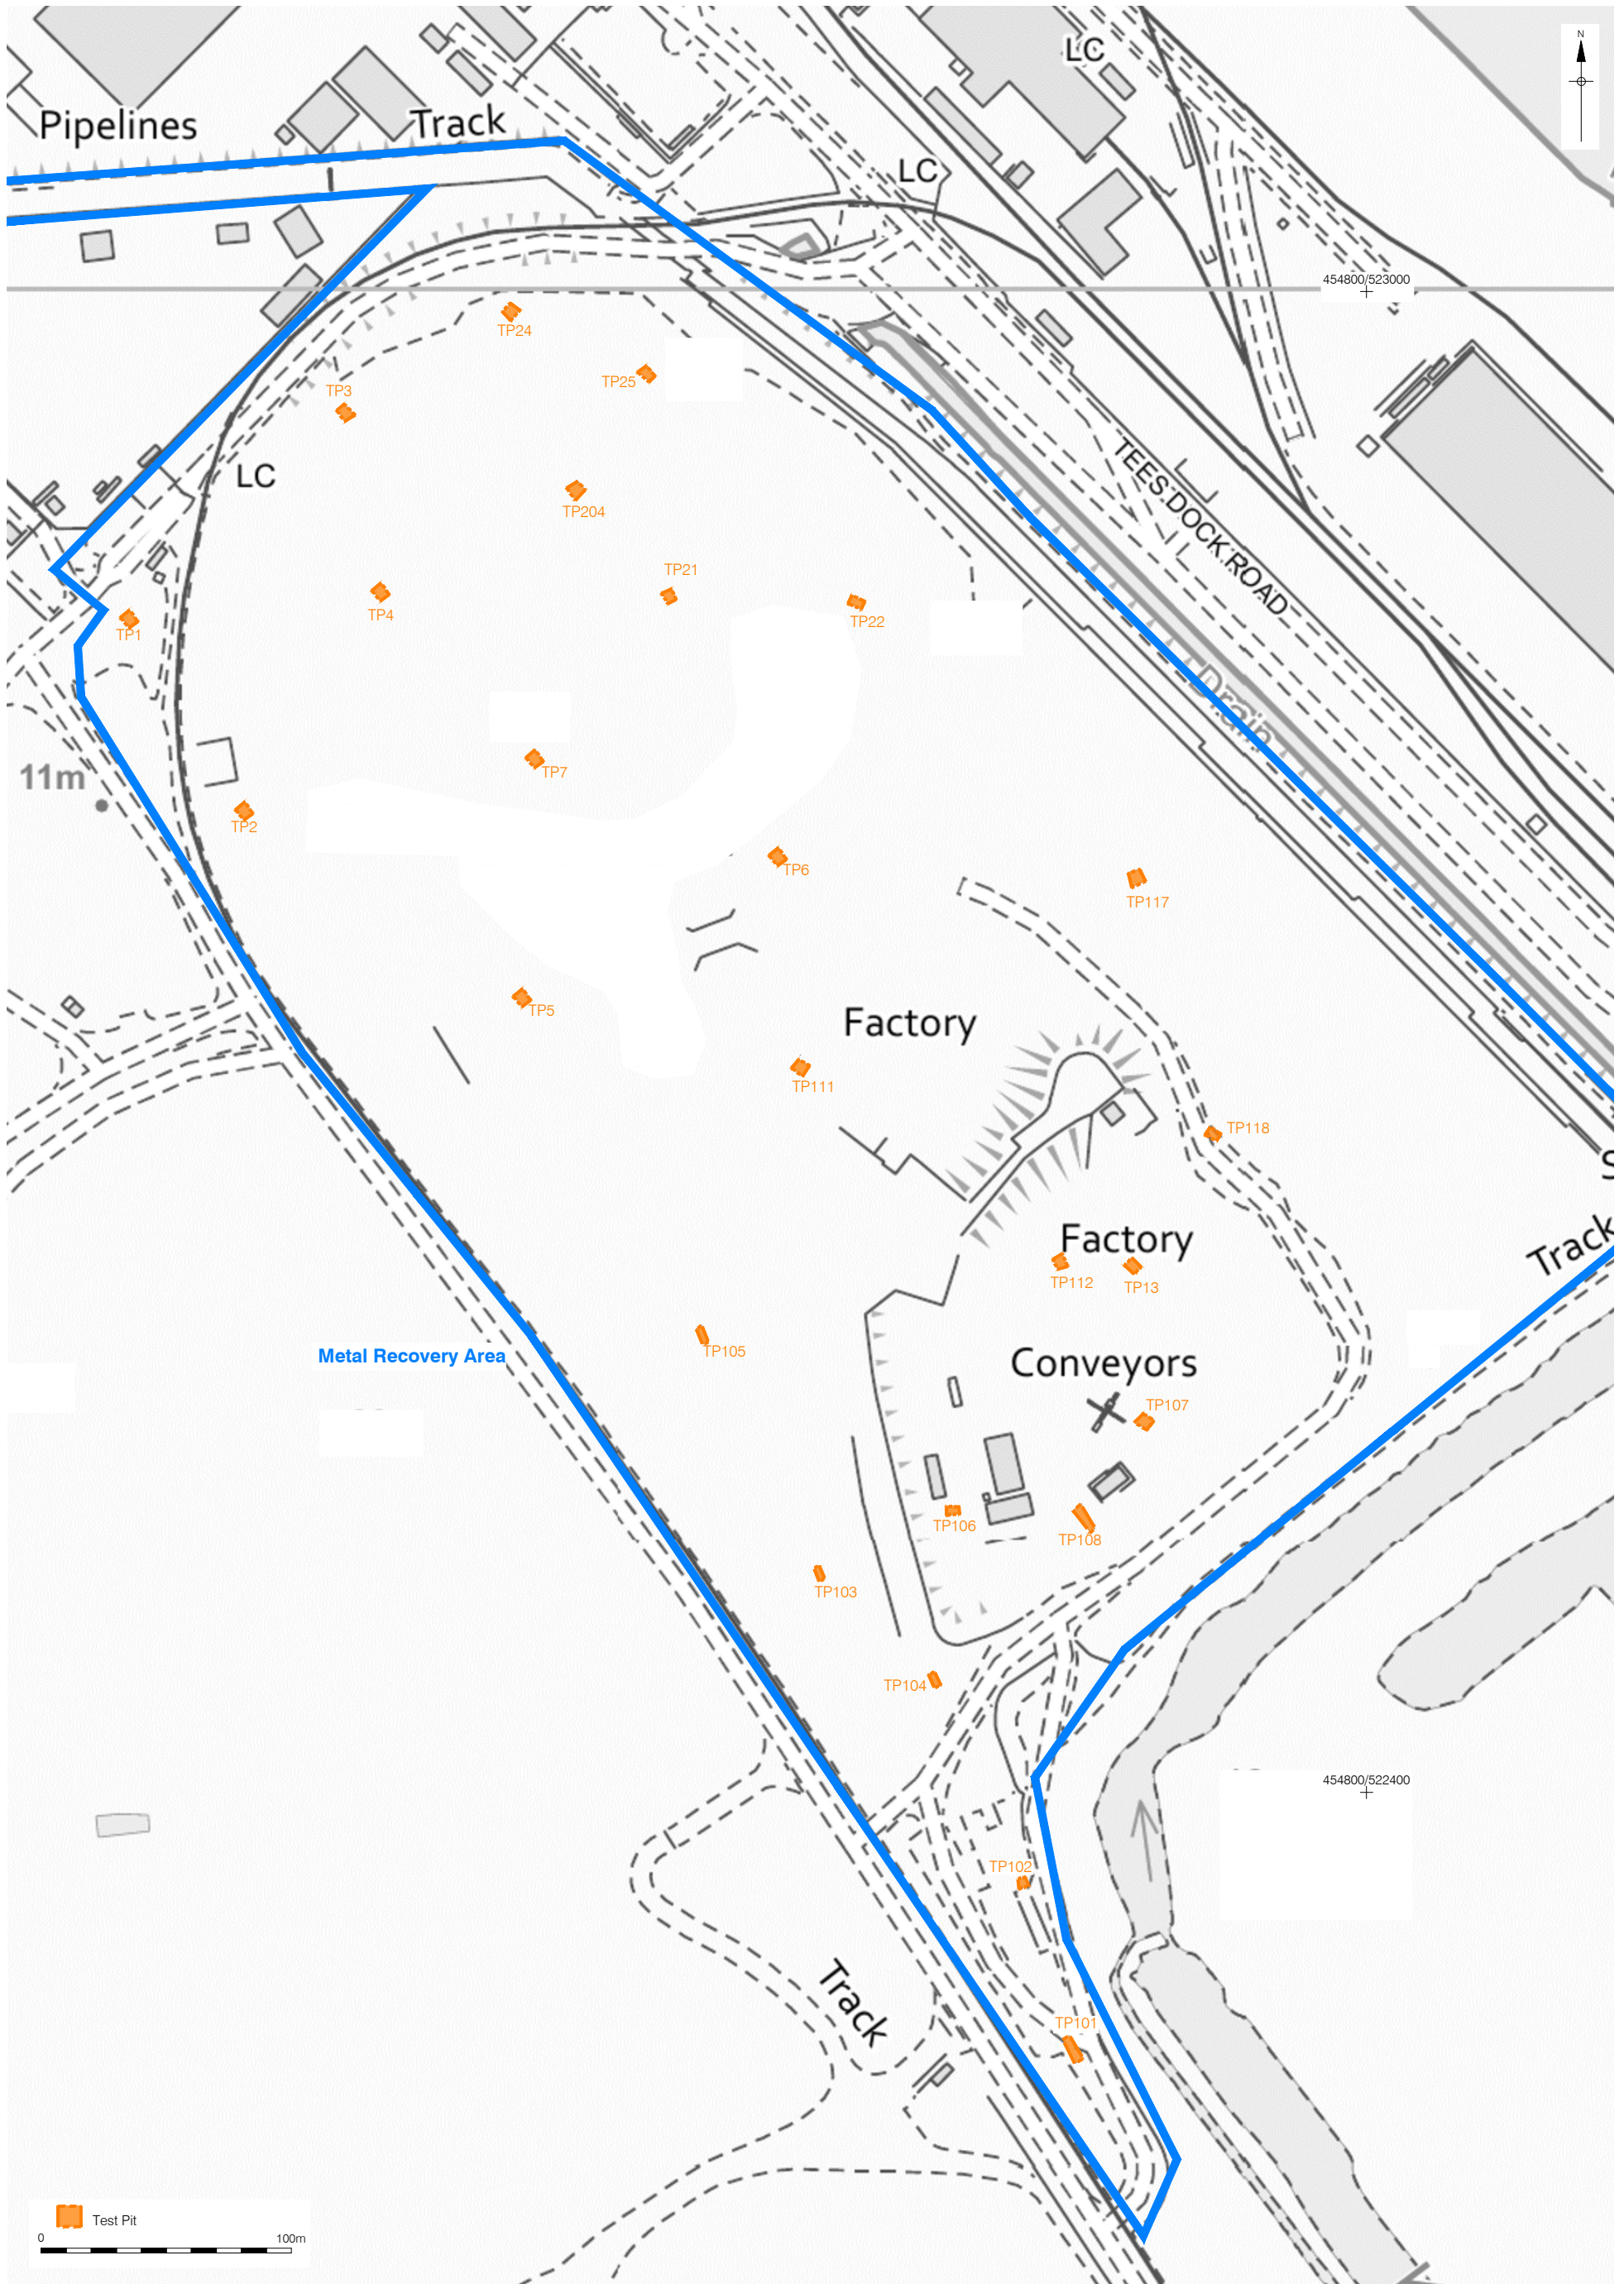 LC
N
Pipelines
Track
LC
454800/523000
TP24
TP25
TP3
LC
TEES DOCK ROAD
TP204
TP21
TP4
TP22
TP1
Drain
11m
TP7
TP2
TP6
TP117
TP5
Factory
TP111
TP118
S
Track
Factory
TP112
TP13
TP105
Metal Recovery Area
Conveyors
TP107
TP106
TP108
TP103
TP104
454800/522400
TP102
Track
TP101
Test Pit
0
100m